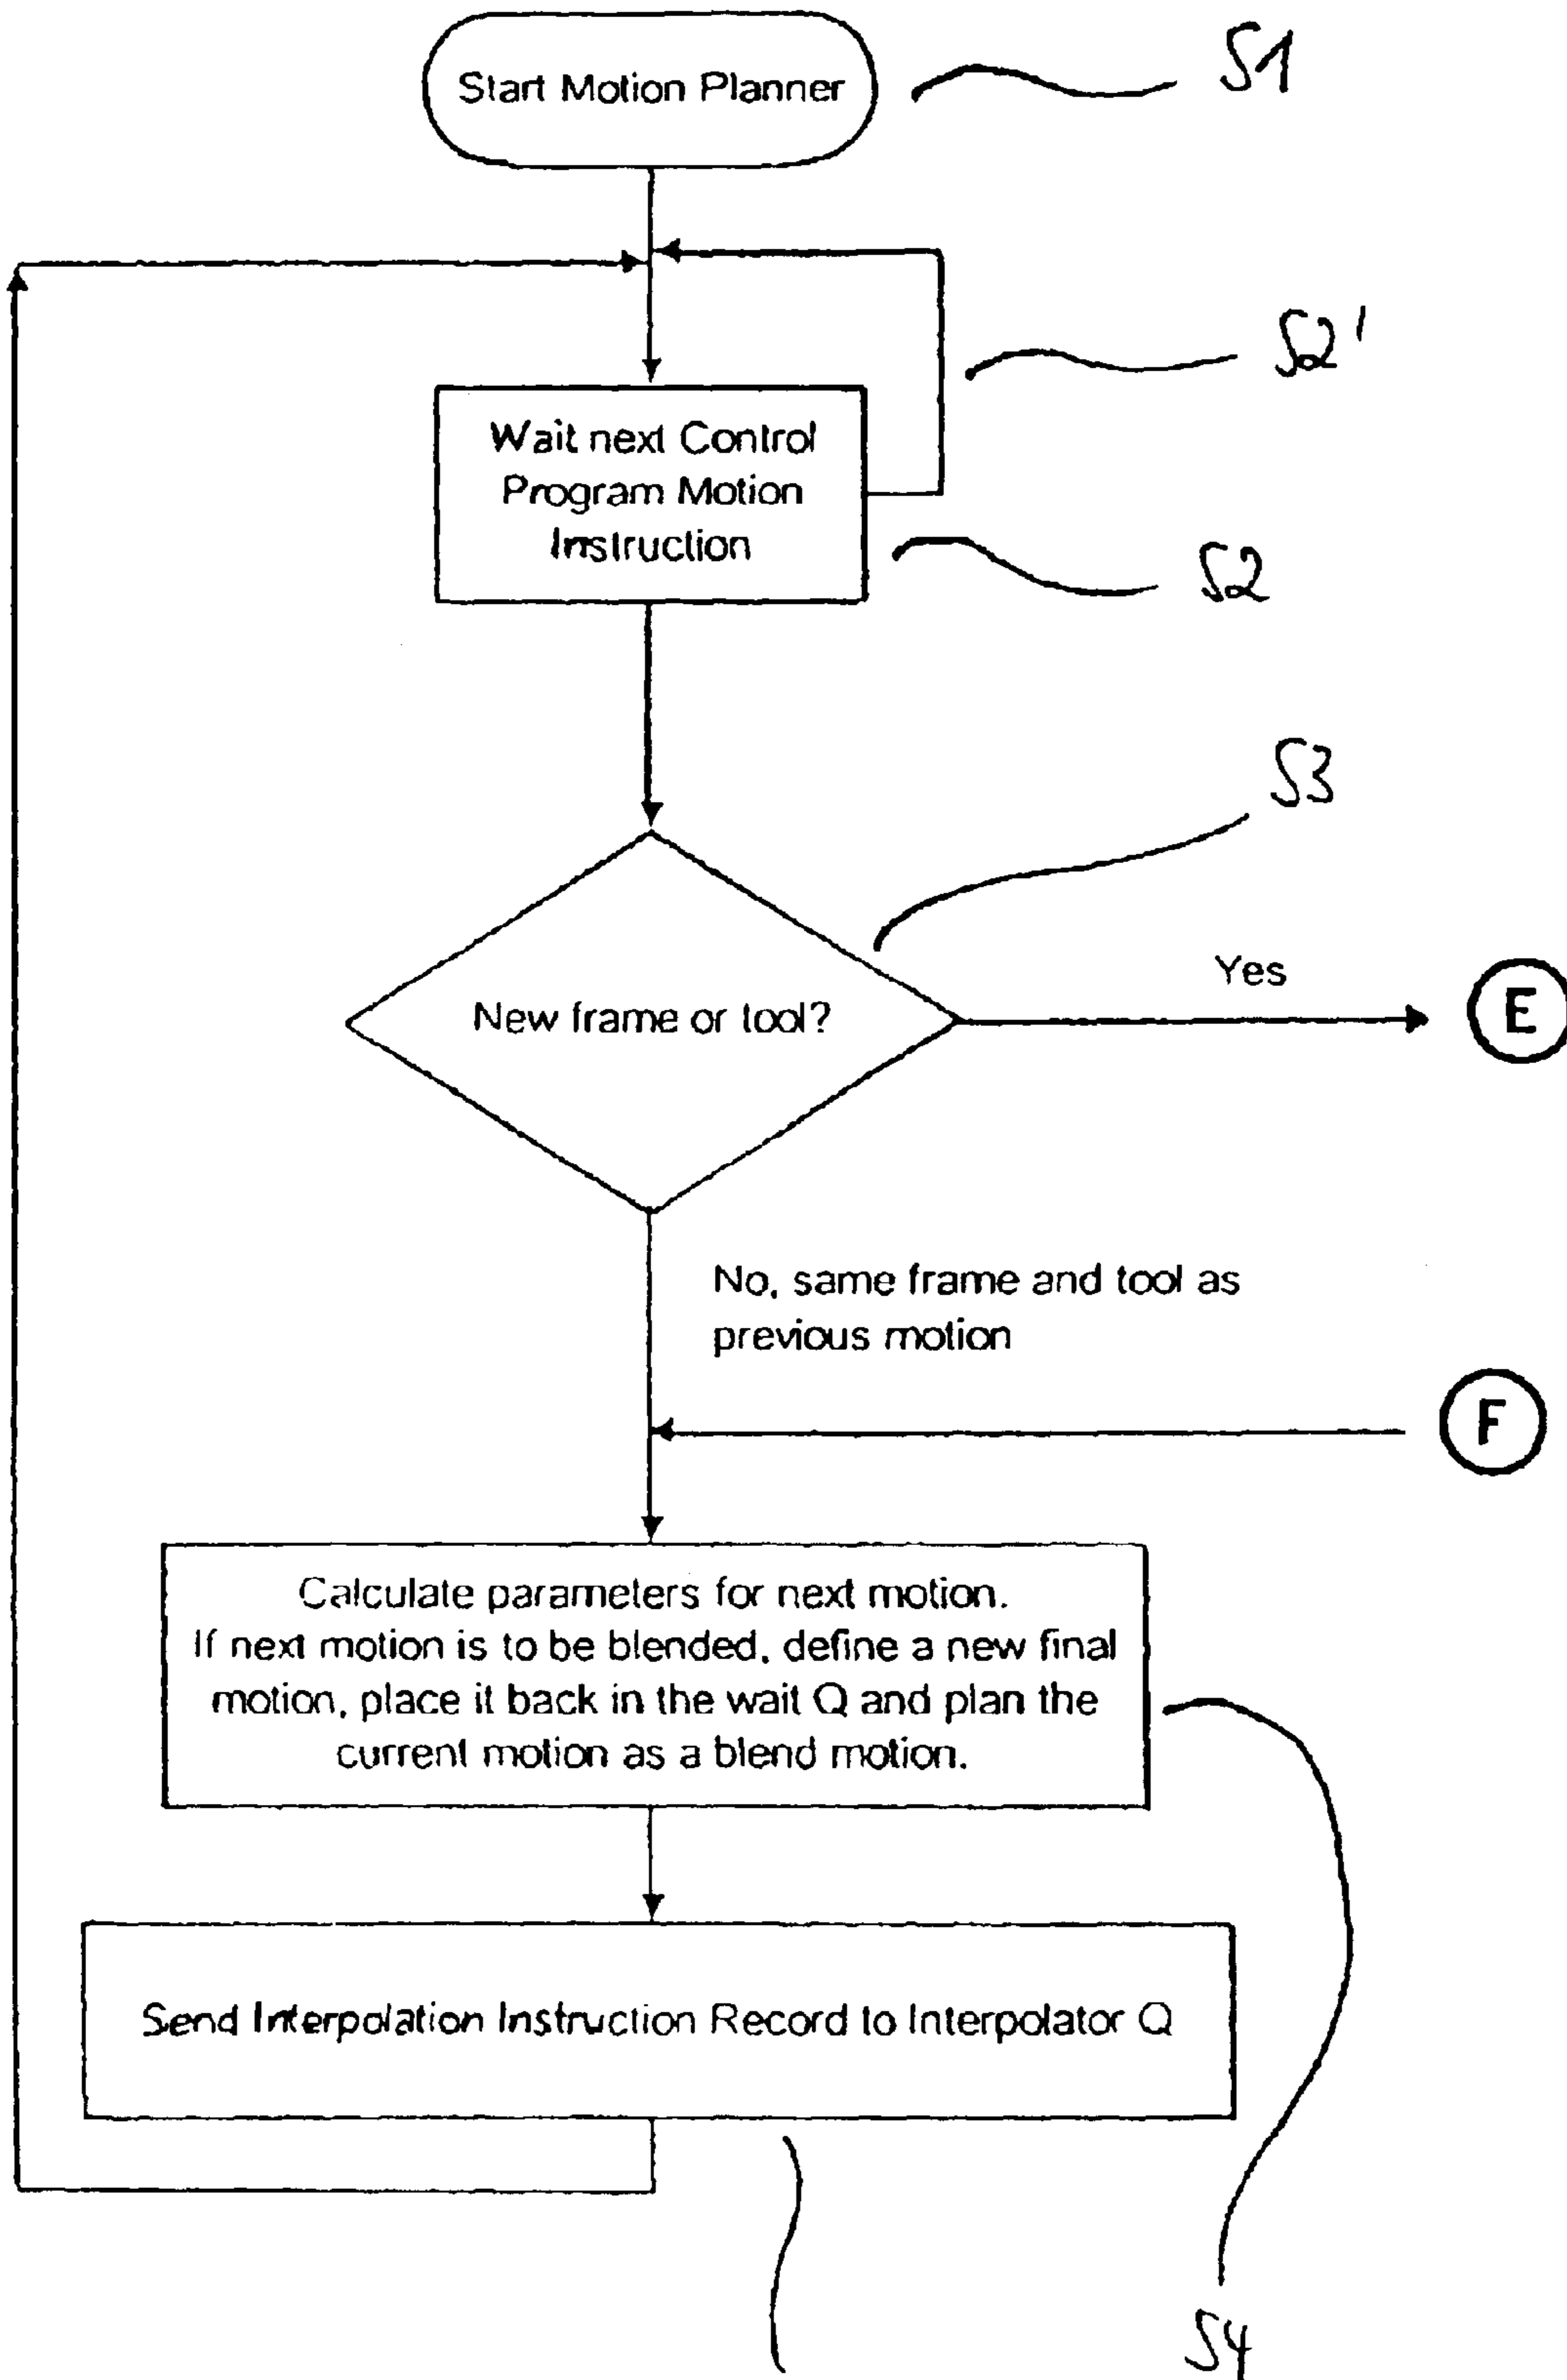 Start Motion Planner
S1
S2'
Wait next Control
Program Motion
Instruction
S2
S3
Yes
E
New frame or tool?
No, same frame and tool as
previous motion
F
Calculate parameters for next motion.
If next motion is to be blended, define a new final
motion, place it back in the wait Q and plan the
current motion as a blend motion.
Send Interpolation Instruction Record to Interpolator Q
S4